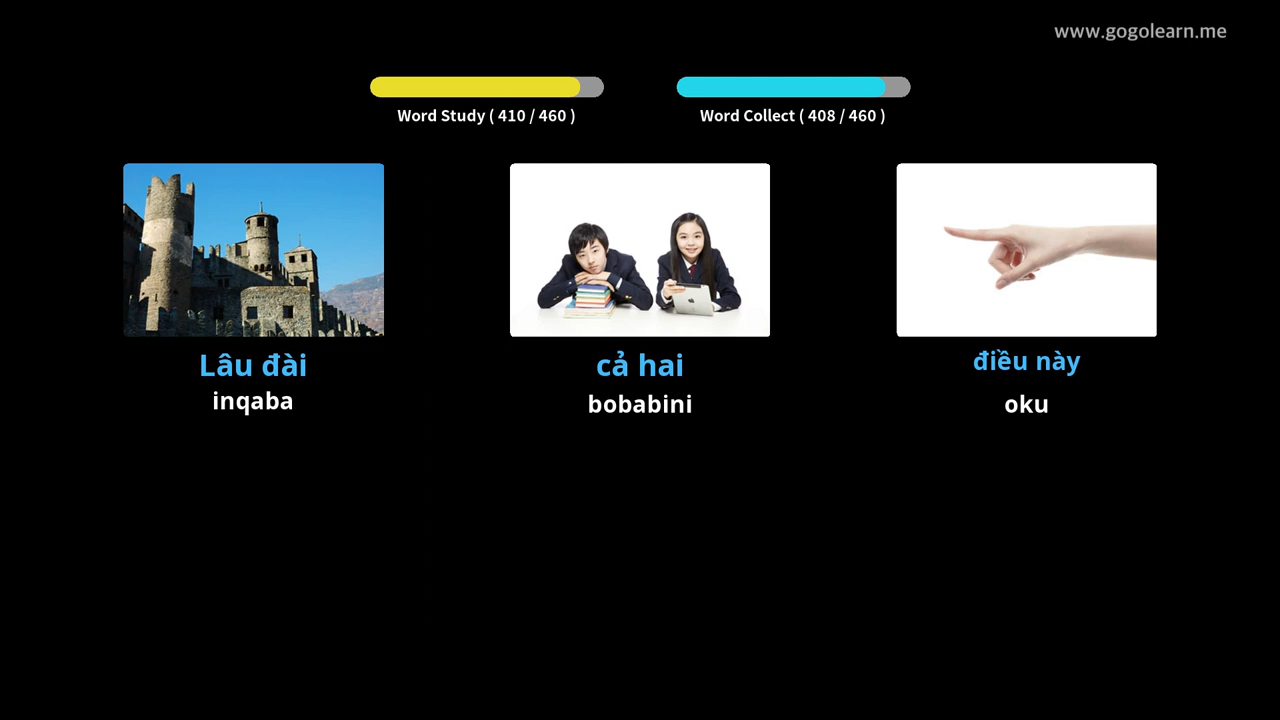 www.gogolearn.me
Word Study ( 410 / 460 )
Word Collect ( 408 / 460 )
Lâu đài
inqaba
cả hai
bobabini
điều này
oku